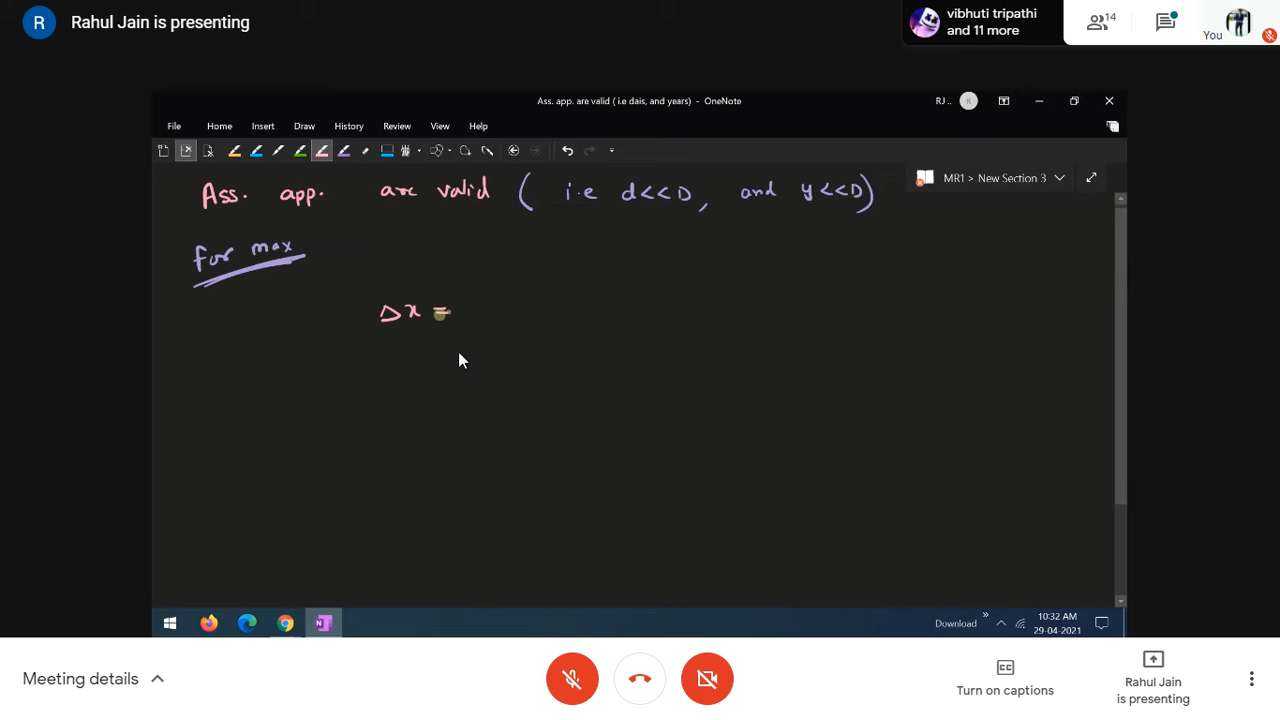 R Rahul Jain is presenting
vibhuti tripathi
and 11 more
14
You
Ass. app. are valid ( i.e dais, and years) - OneNote
RJ ..
File Home Insert Draw History Review View Help
MR1 > New Section 3
Ass. app. are valid ( i.e d<<D, and y<<D)
for max
Δx =
Download
»
10:32 AM
29-04-2021
Meeting details
CC
Turn on captions
Rahul Jain
is presenting